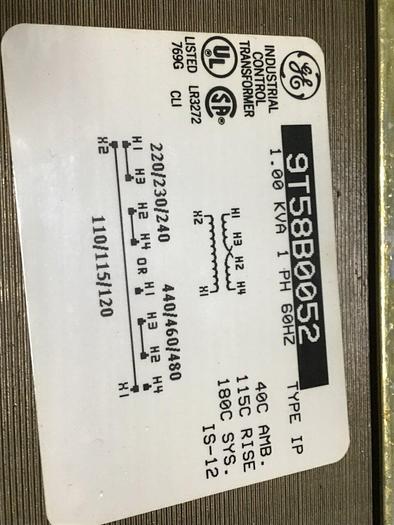 GE
INDUSTRIAL
CONTROL
TRANSFORMER
UL SA
LISTED LR3272
769G CLI
9T58B0052 TYPE IP
1.00 KVA 1 PH 60HZ
40C AMB.
115C RISE
180C SYS.
IS-12
H1 H3 H2 H4
X2 X1
220/230/240 440/460/480
H1 H3 H2 H4 OR H1 H3 H2 H4
X2 X1
110/115/120